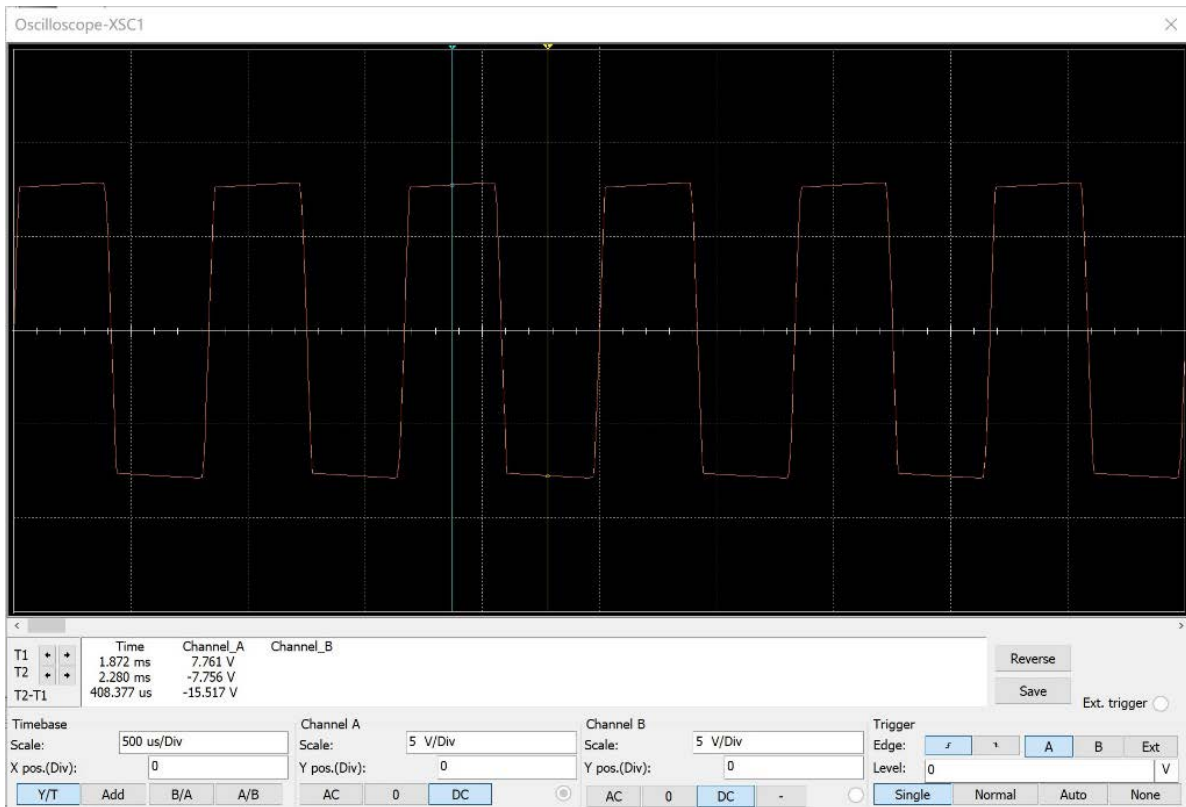 Oscilloscope-XSC1
Time Channel_A Channel_B
T1 1.872 ms 7.761 V
T2 2.280 ms -7.756 V
T2-T1 408.377 us -15.517 V
Reverse
Save
Ext. trigger
Timebase
Scale: 500 us/Div
X pos.(Div): 0
Y/T Add B/A A/B
Channel A
Scale: 5 V/Div
Y pos.(Div): 0
AC 0 DC
Channel B
Scale: 5 V/Div
Y pos.(Div): 0
AC 0 DC -
Trigger
Edge: A B Ext
Level: 0 V
Single Normal Auto None